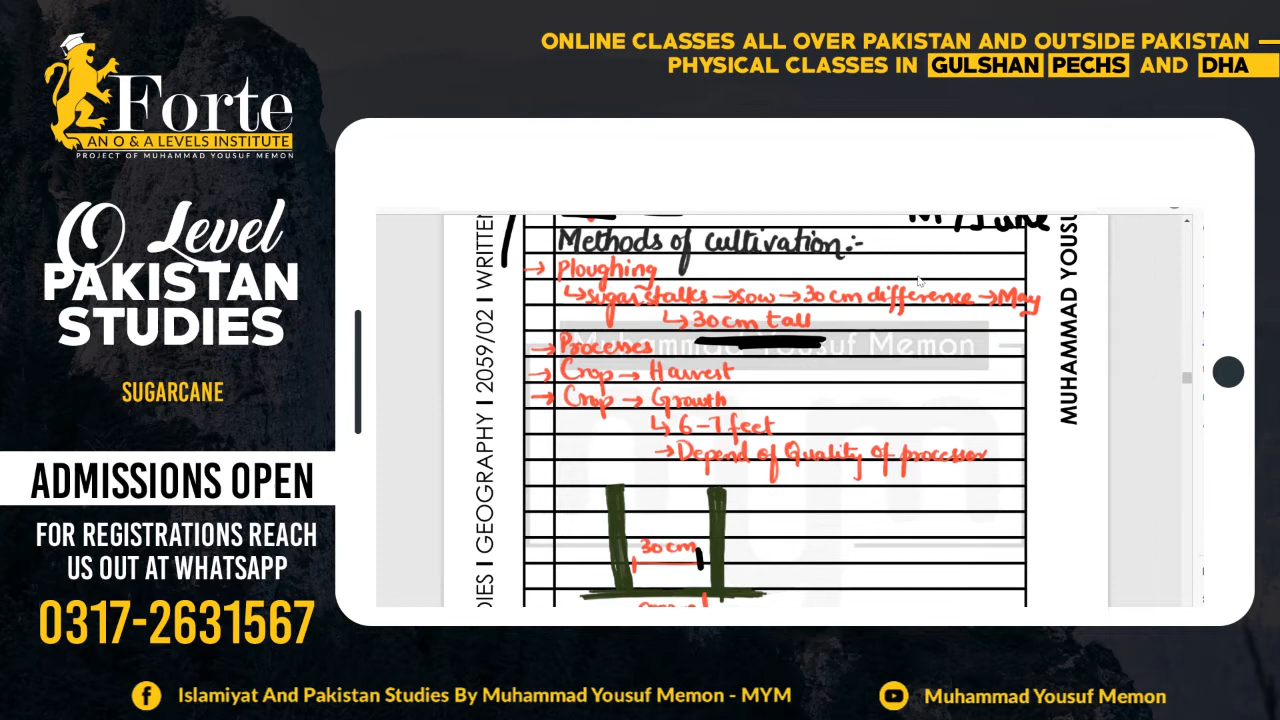 ONLINE CLASSES ALL OVER PAKISTAN AND OUTSIDE PAKISTAN
PHYSICAL CLASSES IN GULSHAN PECHS AND DHA
Forte
AN O & A LEVELS INSTITUTE
PROJECT OF MUHAMMAD YOUSUF MEMON
O Level
PAKISTAN
STUDIES
SUGARCANE
ADMISSIONS OPEN
FOR REGISTRATIONS REACH
US OUT AT WHATSAPP
0317-2631567
DIES I GEOGRAPHY I 2059/02 I WRITTEN
M/June
Methods of cultivation:-
→ Ploughing
↳ Sugar stalks → Sow → 30 cm difference → May
↳ 30 cm tall
→ Processes
→ Crop → Harvest
→ Crop → Growth
↳ 6-7 feet
→ Depend of Quality of processor
30 cm
Muhammad Yousuf Memon
MUHAMMAD YOUSU
Islamiyat And Pakistan Studies By Muhammad Yousuf Memon - MYM
Muhammad Yousuf Memon